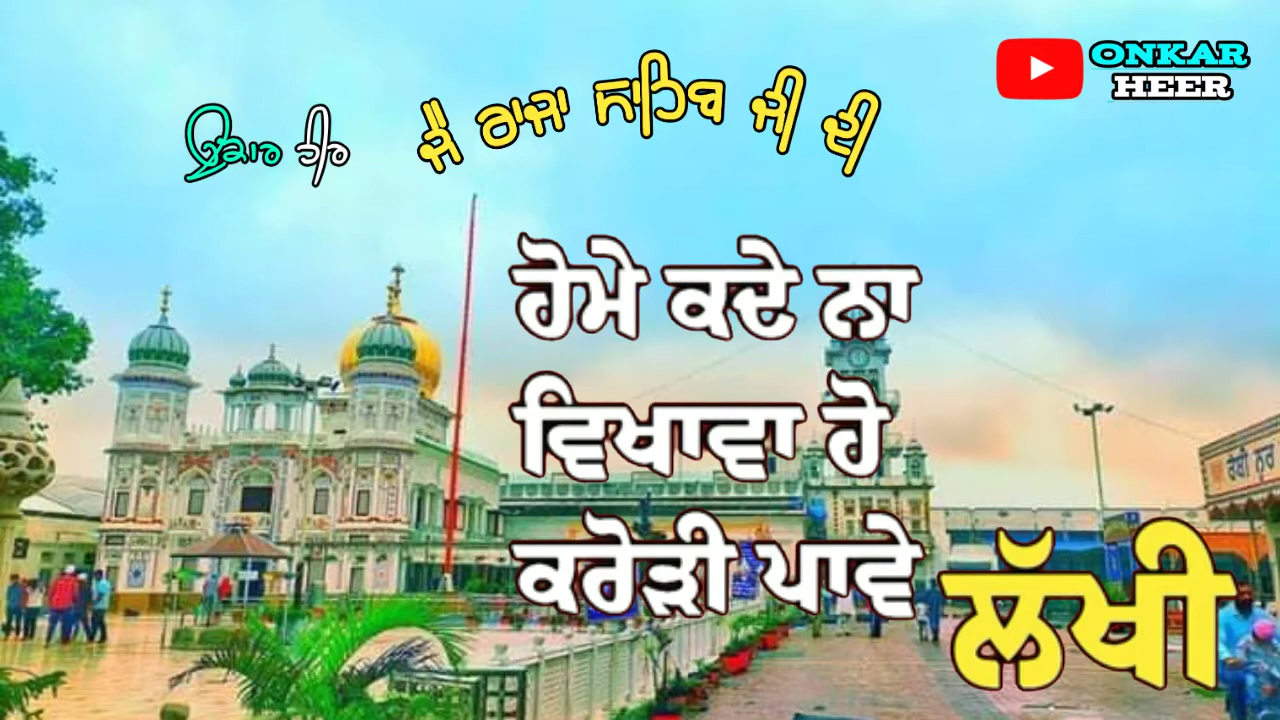 ONKAR
HEER
ਓਂਕਾਰ ਹੀਰ
ਜੈ ਰਾਜਾ ਸਾਹਿਬ ਜੀ ਦੀ
ਹੋਮੇ ਕਦੇ ਨਾ
ਵਿਖਾਵਾ ਹੋ
ਕਰੋੜੀ ਪਾਵੇ ਲੱਖੀ